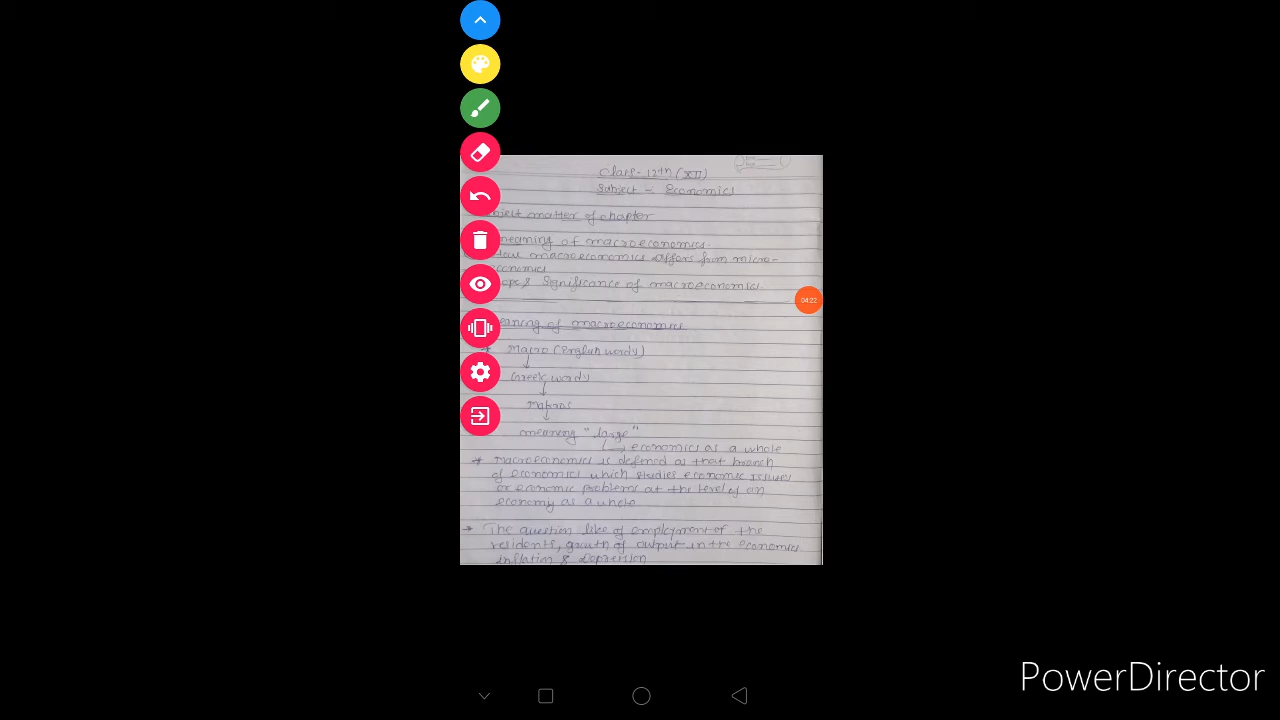 Class - 12th (XII)
Subject - Economics
matter of chapter
meaning of macroeconomics.
How macroeconomics differs from micro-
economics
Significance of macroeconomics.
04:22
meaning of macroeconomics
→ Macro (English words)
Greek words
Makros
meaning "large"
economics as a whole
* Macroeconomics is defined as that branch
of economics which studies economic issues
or economic problems at the level of an
economy as a whole
→ The question like of employment of the
residents, growth of output in the economics
inflation & Depression
PowerDirector